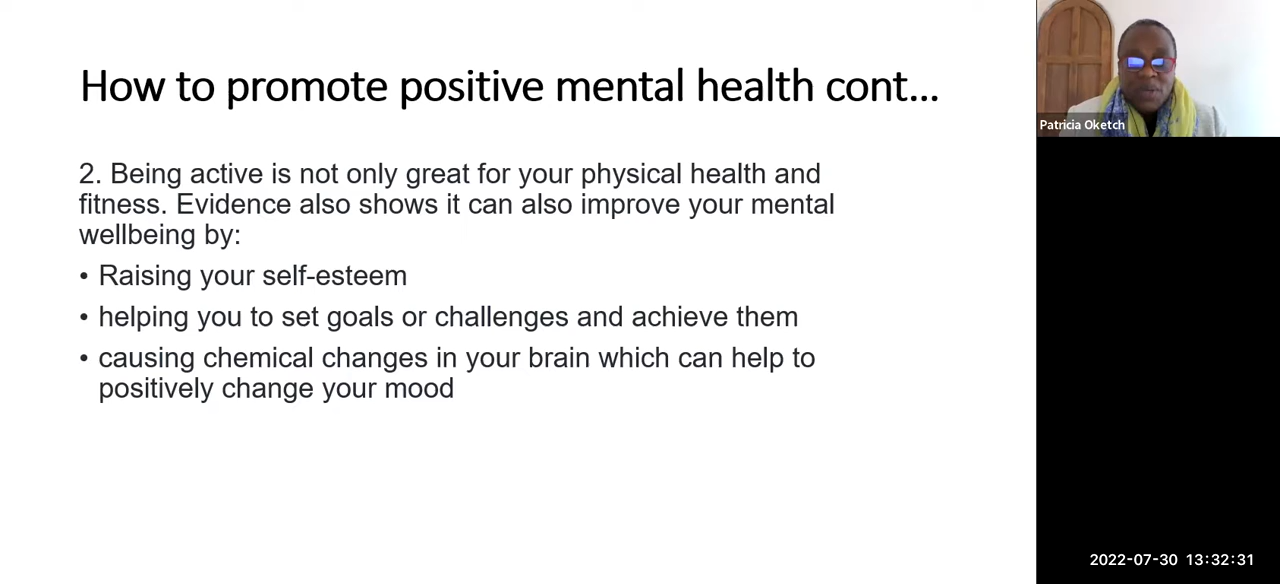 How to promote positive mental health cont...
2. Being active is not only great for your physical health and
fitness. Evidence also shows it can also improve your mental
wellbeing by:
• Raising your self-esteem
• helping you to set goals or challenges and achieve them
• causing chemical changes in your brain which can help to
positively change your mood
Patricia Oketch
2022-07-30 13:32:31